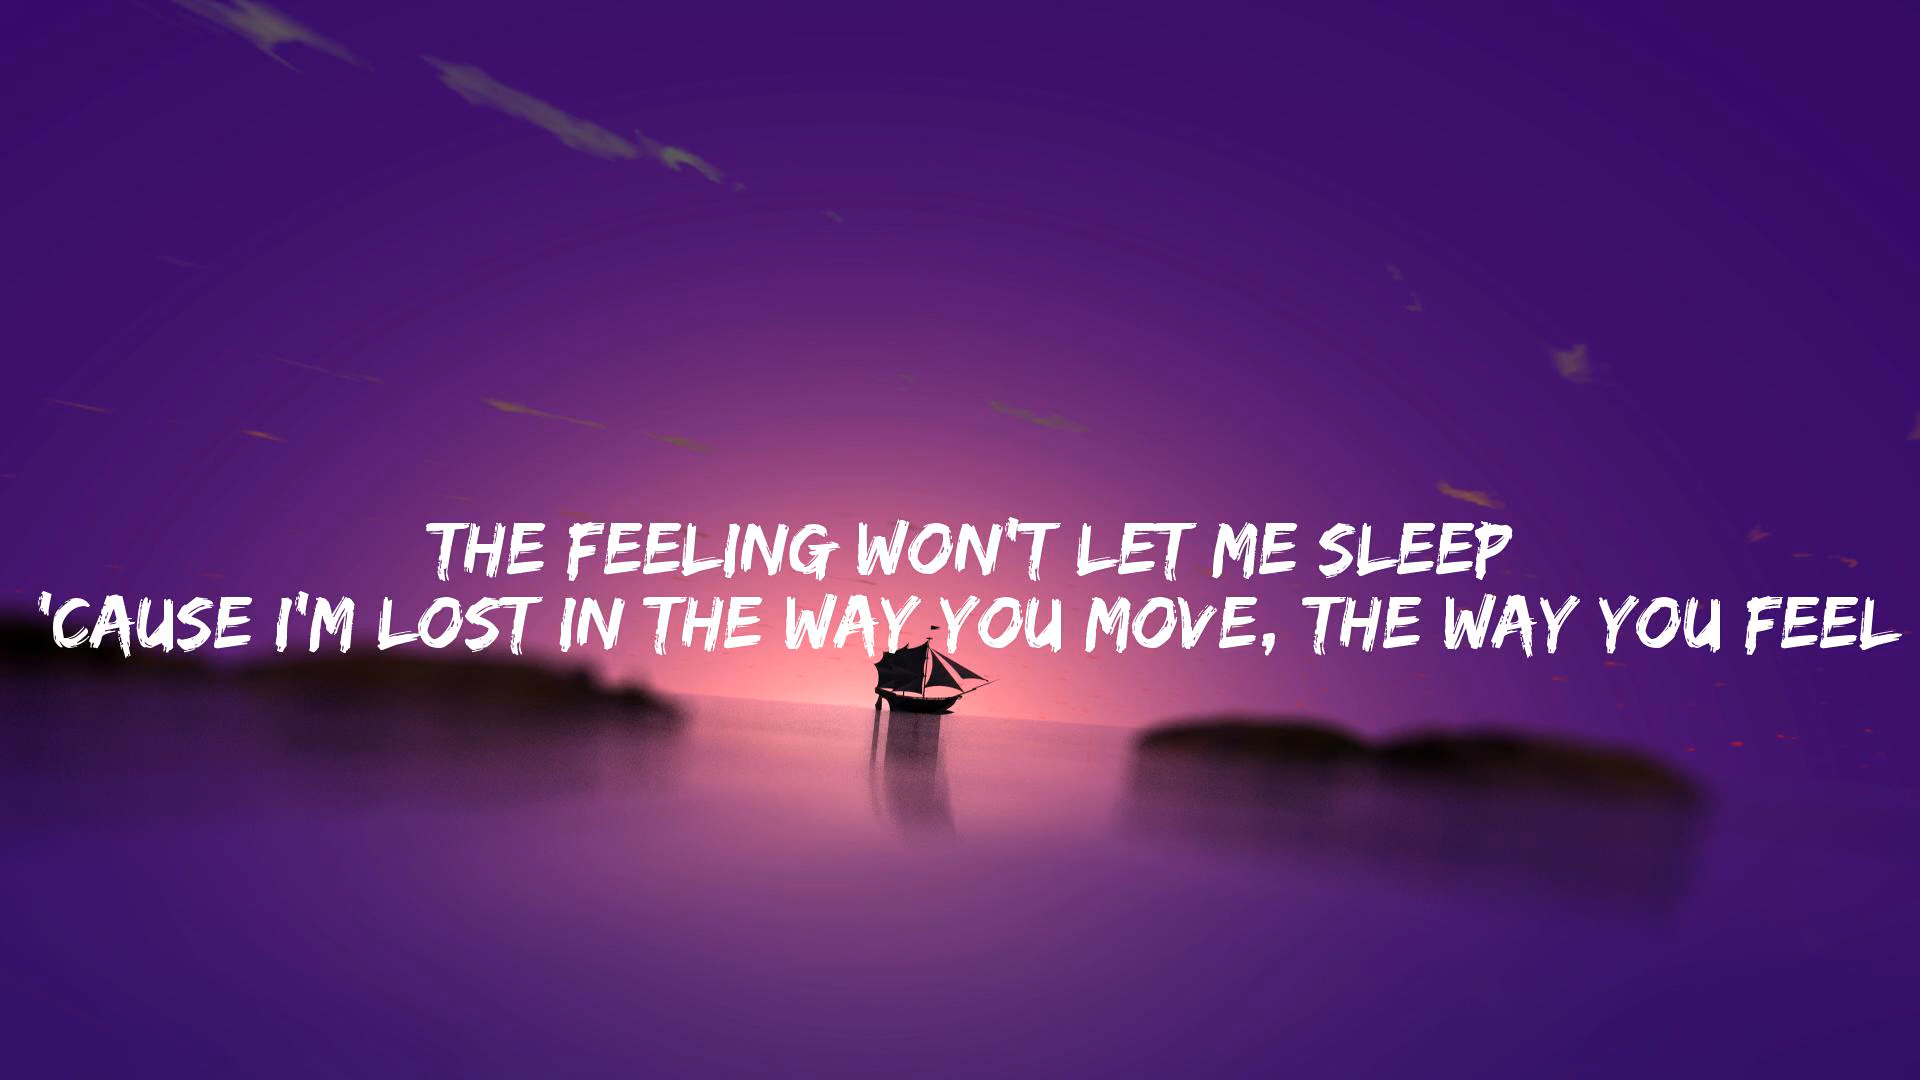 THE FEELING WON'T LET ME SLEEP
'CAUSE I'M LOST IN THE WAY YOU MOVE, THE WAY YOU FEEL